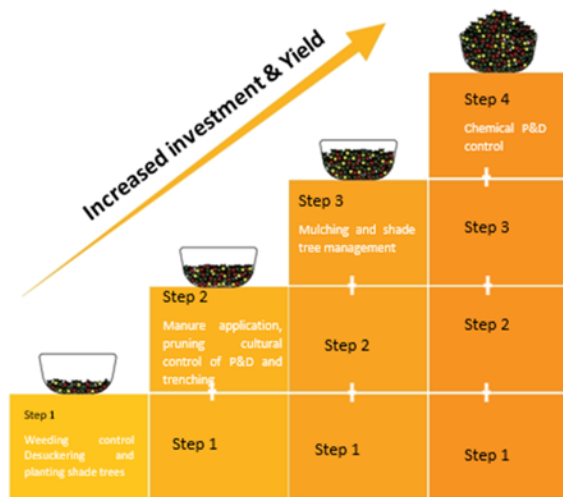 Increased investment & Yield
Step 4
Chemical P&D
control
Step 3
Mulching and shade
tree management
Step 3
Step 2
Manure application,
pruning cultural
control of P&D and
trenching
Step 2
Step 2
Step 1
Weeding control
Desuckering and
planting shade trees
Step 1
Step 1
Step 1